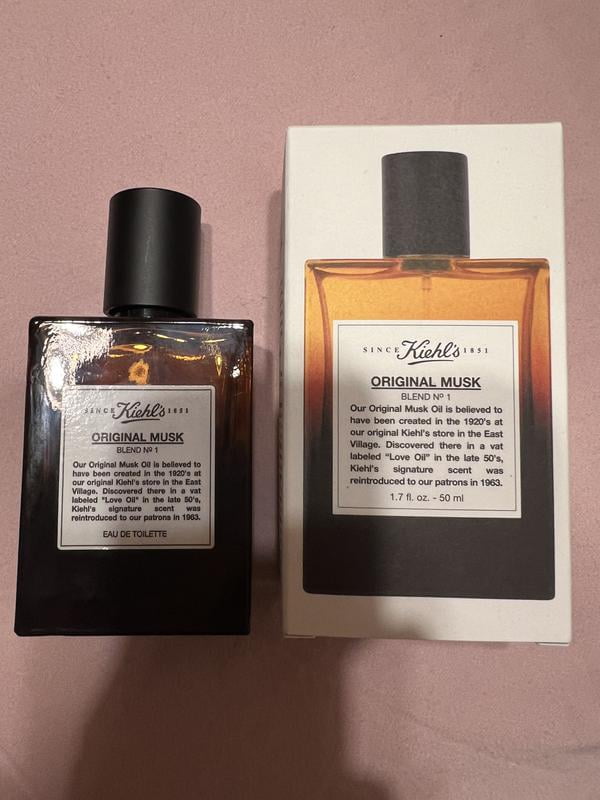 SINCE Kiehl's 1851
ORIGINAL MUSK
BLEND Nº 1
Our Original Musk Oil is believed to
have been created in the 1920's at
our original Kiehl's store in the East
Village. Discovered there in a vat
labeled "Love Oil" in the late 50's,
Kiehl's signature scent was
reintroduced to our patrons in 1963.
EAU DE TOILETTE
SINCE Kiehl's 1851
ORIGINAL MUSK
BLEND Nº 1
Our Original Musk Oil is believed to
have been created in the 1920's at
our original Kiehl's store in the East
Village. Discovered there in a vat
labeled "Love Oil" in the late 50's,
Kiehl's signature scent was
reintroduced to our patrons in 1963.
1.7 fl. oz. - 50 ml